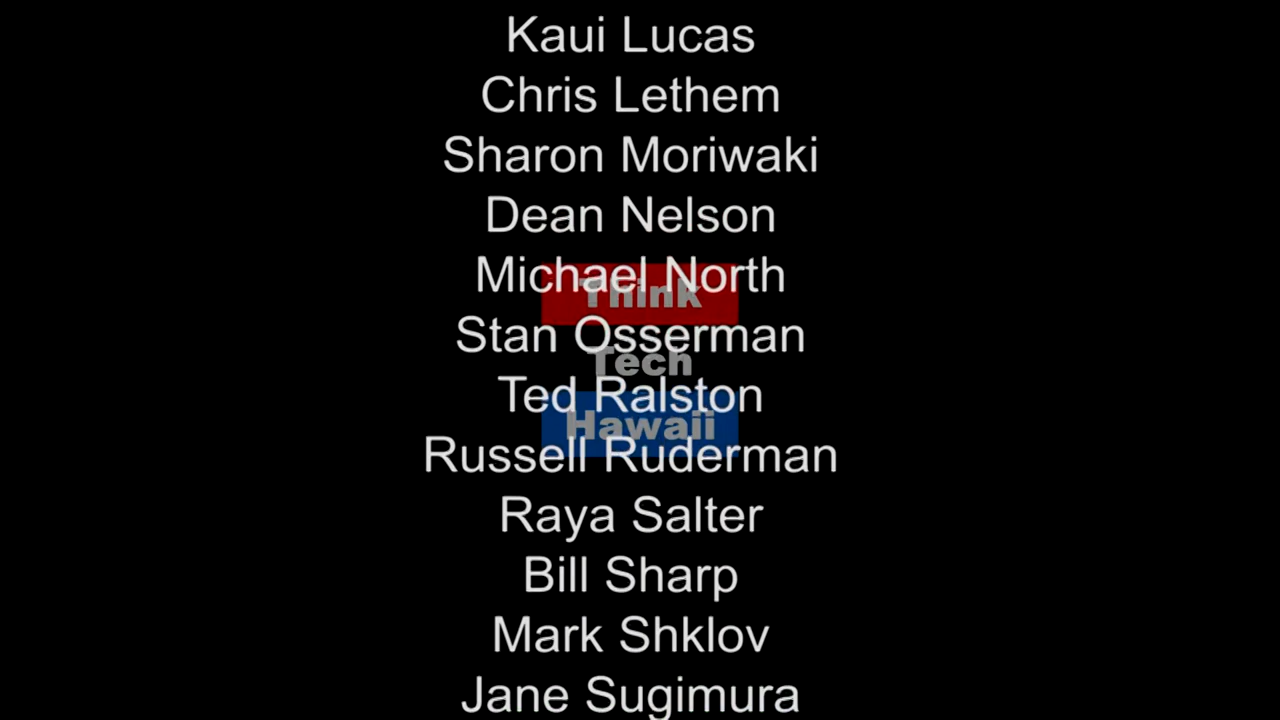 Kaui Lucas
Chris Lethem
Sharon Moriwaki
Dean Nelson
Michael North
Think
Stan Osserman
Tech
Ted Ralston
Hawaii
Russell Ruderman
Raya Salter
Bill Sharp
Mark Shklov
Jane Sugimura